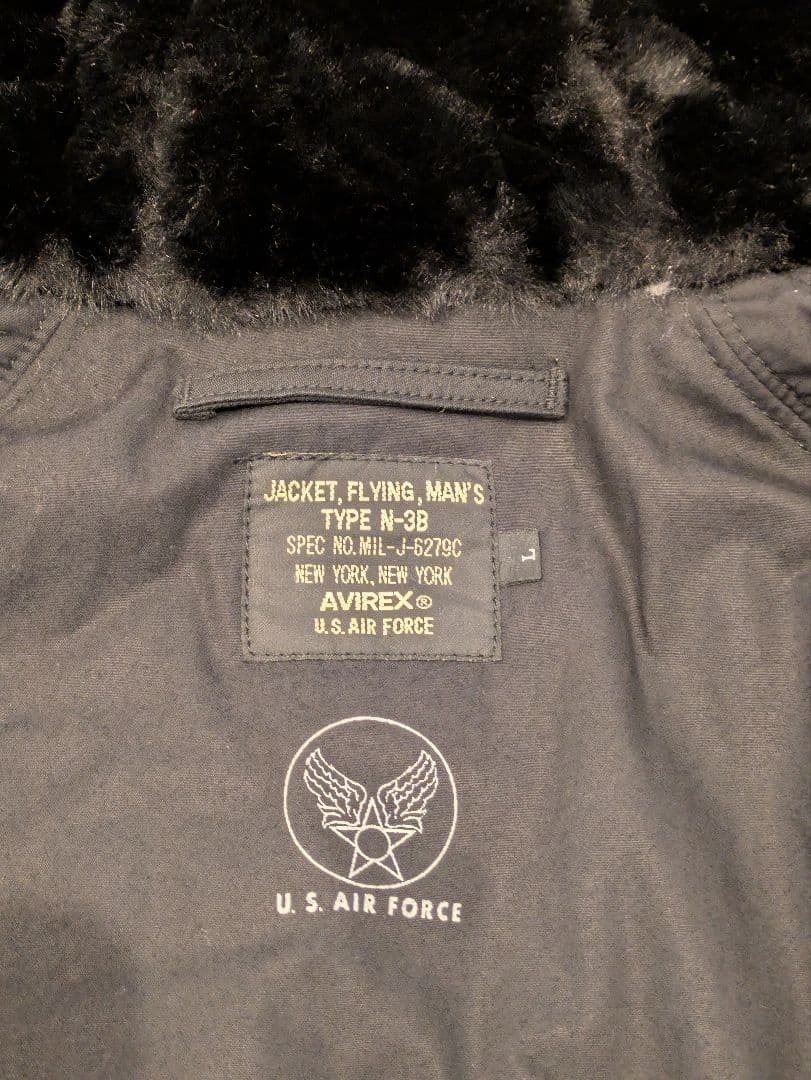 JACKET, FLYING, MAN'S
TYPE N-3B
SPEC NO. MIL-J-6279C
NEW YORK, NEW YORK
AVIREX®
U.S. AIR FORCE
L
U. S. AIR FORCE